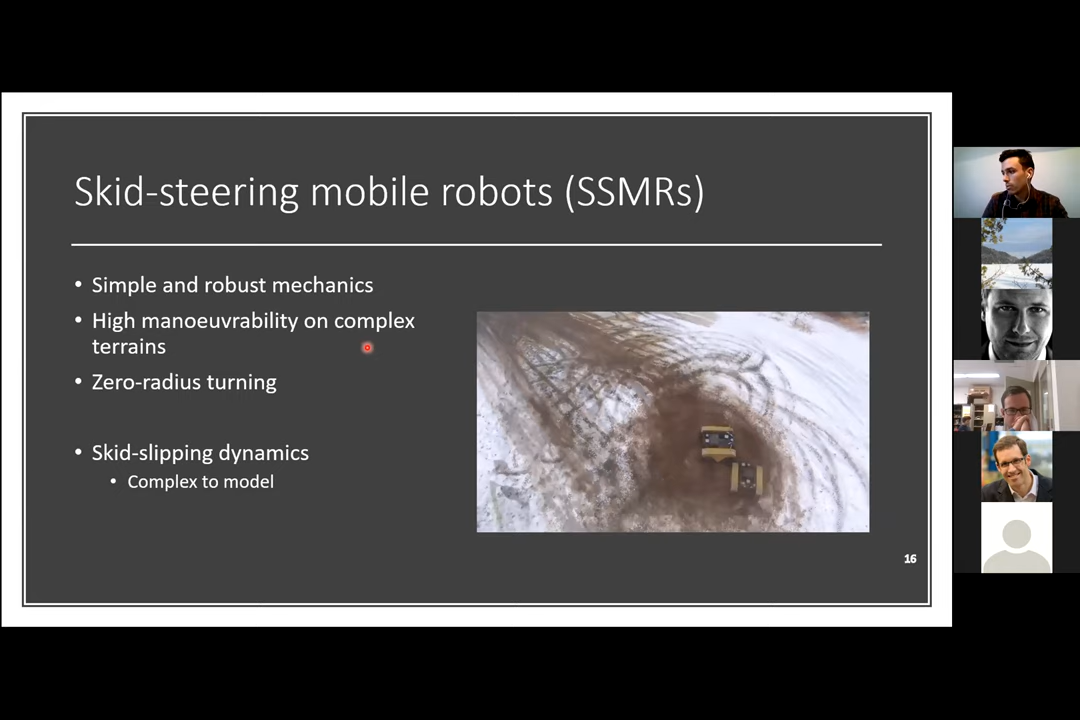 Skid-steering mobile robots (SSMRs)
• Simple and robust mechanics
• High manoeuvrability on complex
terrains
• Zero-radius turning
• Skid-slipping dynamics
• Complex to model
16